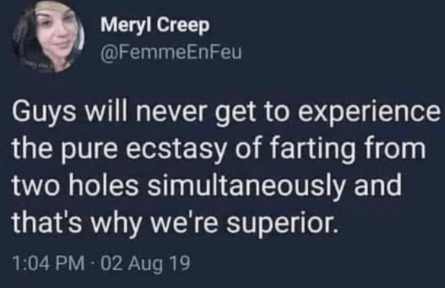 Meryl Creep
@FemmeEnFeu
Guys will never get to experience
the pure ecstasy of farting from
two holes simultaneously and
that's why we're superior.
1:04 PM · 02 Aug 19